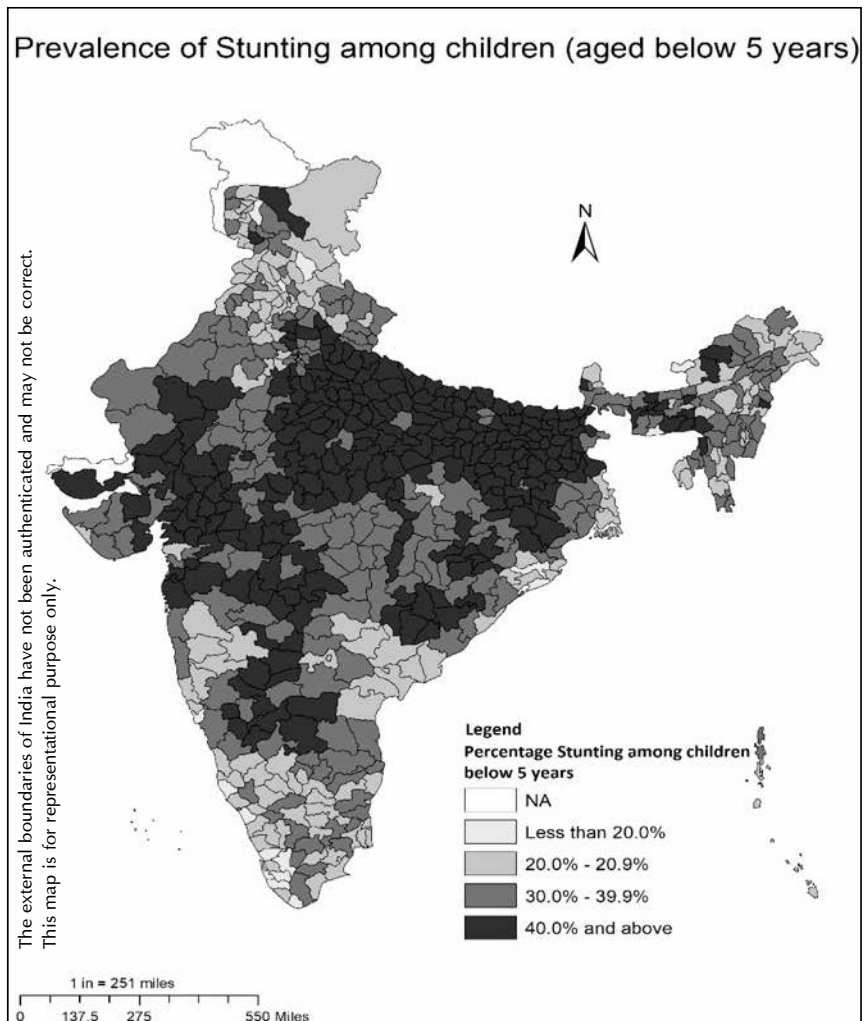 Prevalence of Stunting among children (aged below 5 years)
N
The external boundaries of India have not been authenticated and may not be correct.
This map is for representational purpose only.
Legend
Percentage Stunting among children
below 5 years
NA
Less than 20.0%
20.0% - 20.9%
30.0% - 39.9%
40.0% and above
1 in = 251 miles
0 137.5 275 550 Miles